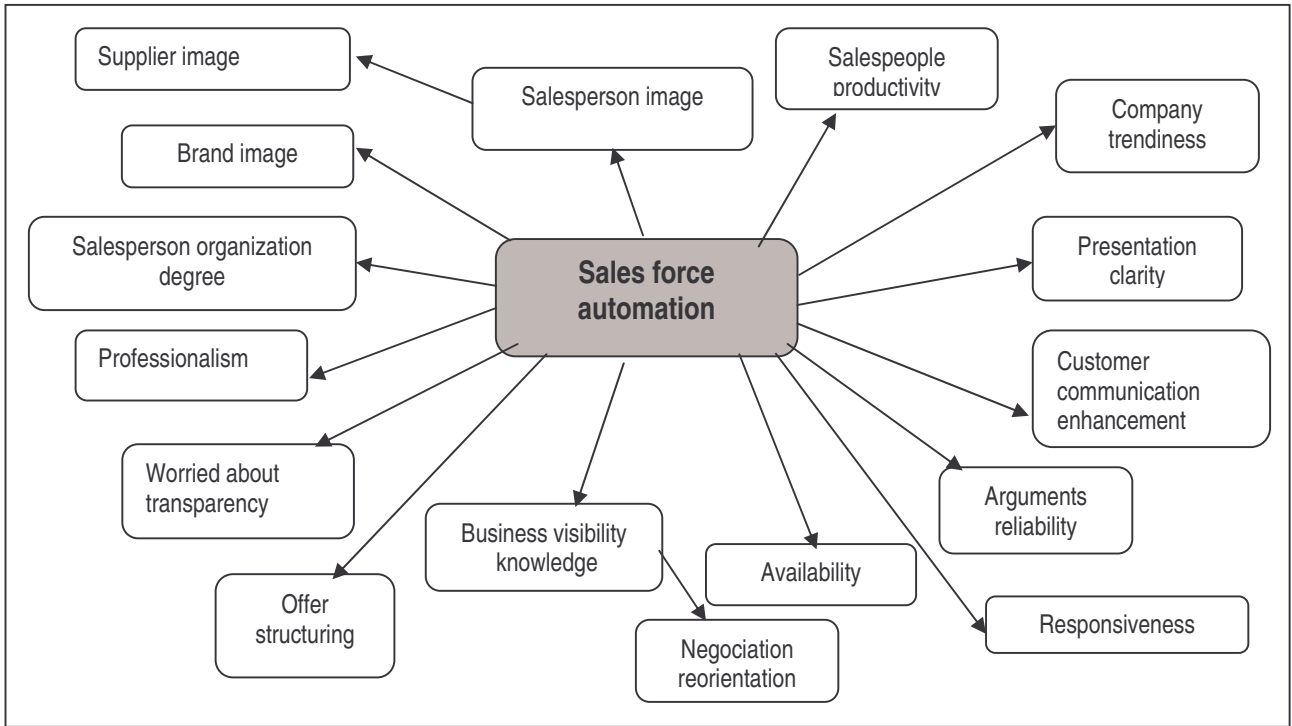 Supplier image
Salesperson image
Salespeople
productivity
Company
trendiness
Brand image
Salesperson organization
degree
Sales force
automation
Presentation
clarity
Professionalism
Customer
communication
enhancement
Worried about
transparency
Arguments
reliability
Business visibility
knowledge
Availability
Offer
structuring
Responsiveness
Negociation
reorientation